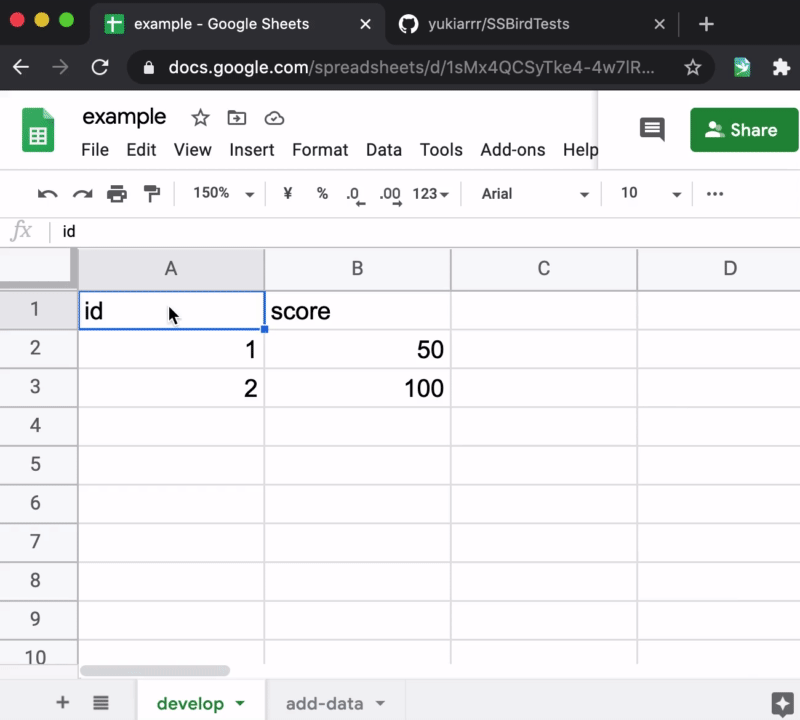 example - Google Sheets
yukiarrr/SSBirdTests
docs.google.com/spreadsheets/d/1sMx4QCSyTke4-4w7lR...
example
File Edit View Insert Format Data Tools Add-ons Help
Share
150% ¥ % .0 .00 123 Arial 10 ...
fx id
A B C D
1 id score
2 1 50
3 2 100
4
5
6
7
8
9
10
develop add-data